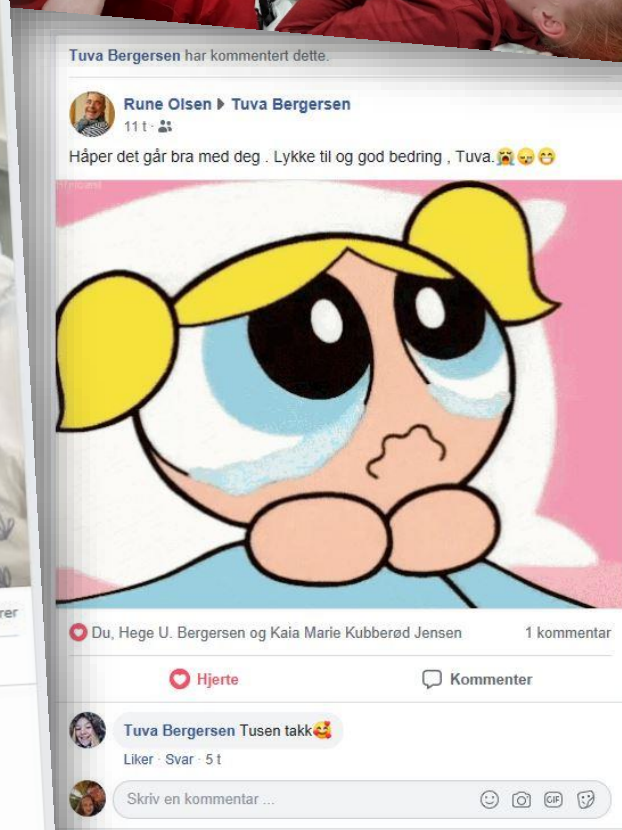 Tuva Bergersen har kommentert dette.
Rune Olsen ▶ Tuva Bergersen
11 t ·
Håper det går bra med deg . Lykke til og god bedring , Tuva.😭😪😁
Du, Hege U. Bergersen og Kaia Marie Kubberød Jensen 1 kommentar
Hjerte Kommenter
rer
Tuva Bergersen Tusen takk🥰
Liker · Svar · 5 t
Skriv en kommentar ...
GIF